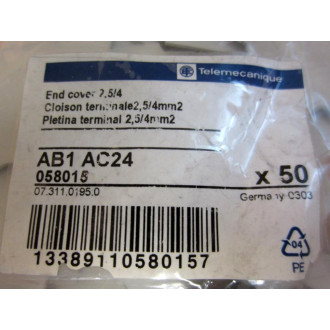 Telemecanique
End cover 2,5/4
Cloison terminale2,5/4mm2
Pletina terminal 2,5/4mm2
AB1 AC24
058015
x 50
07.311.0195.0
Germany 0303
13389110580157
04
PE